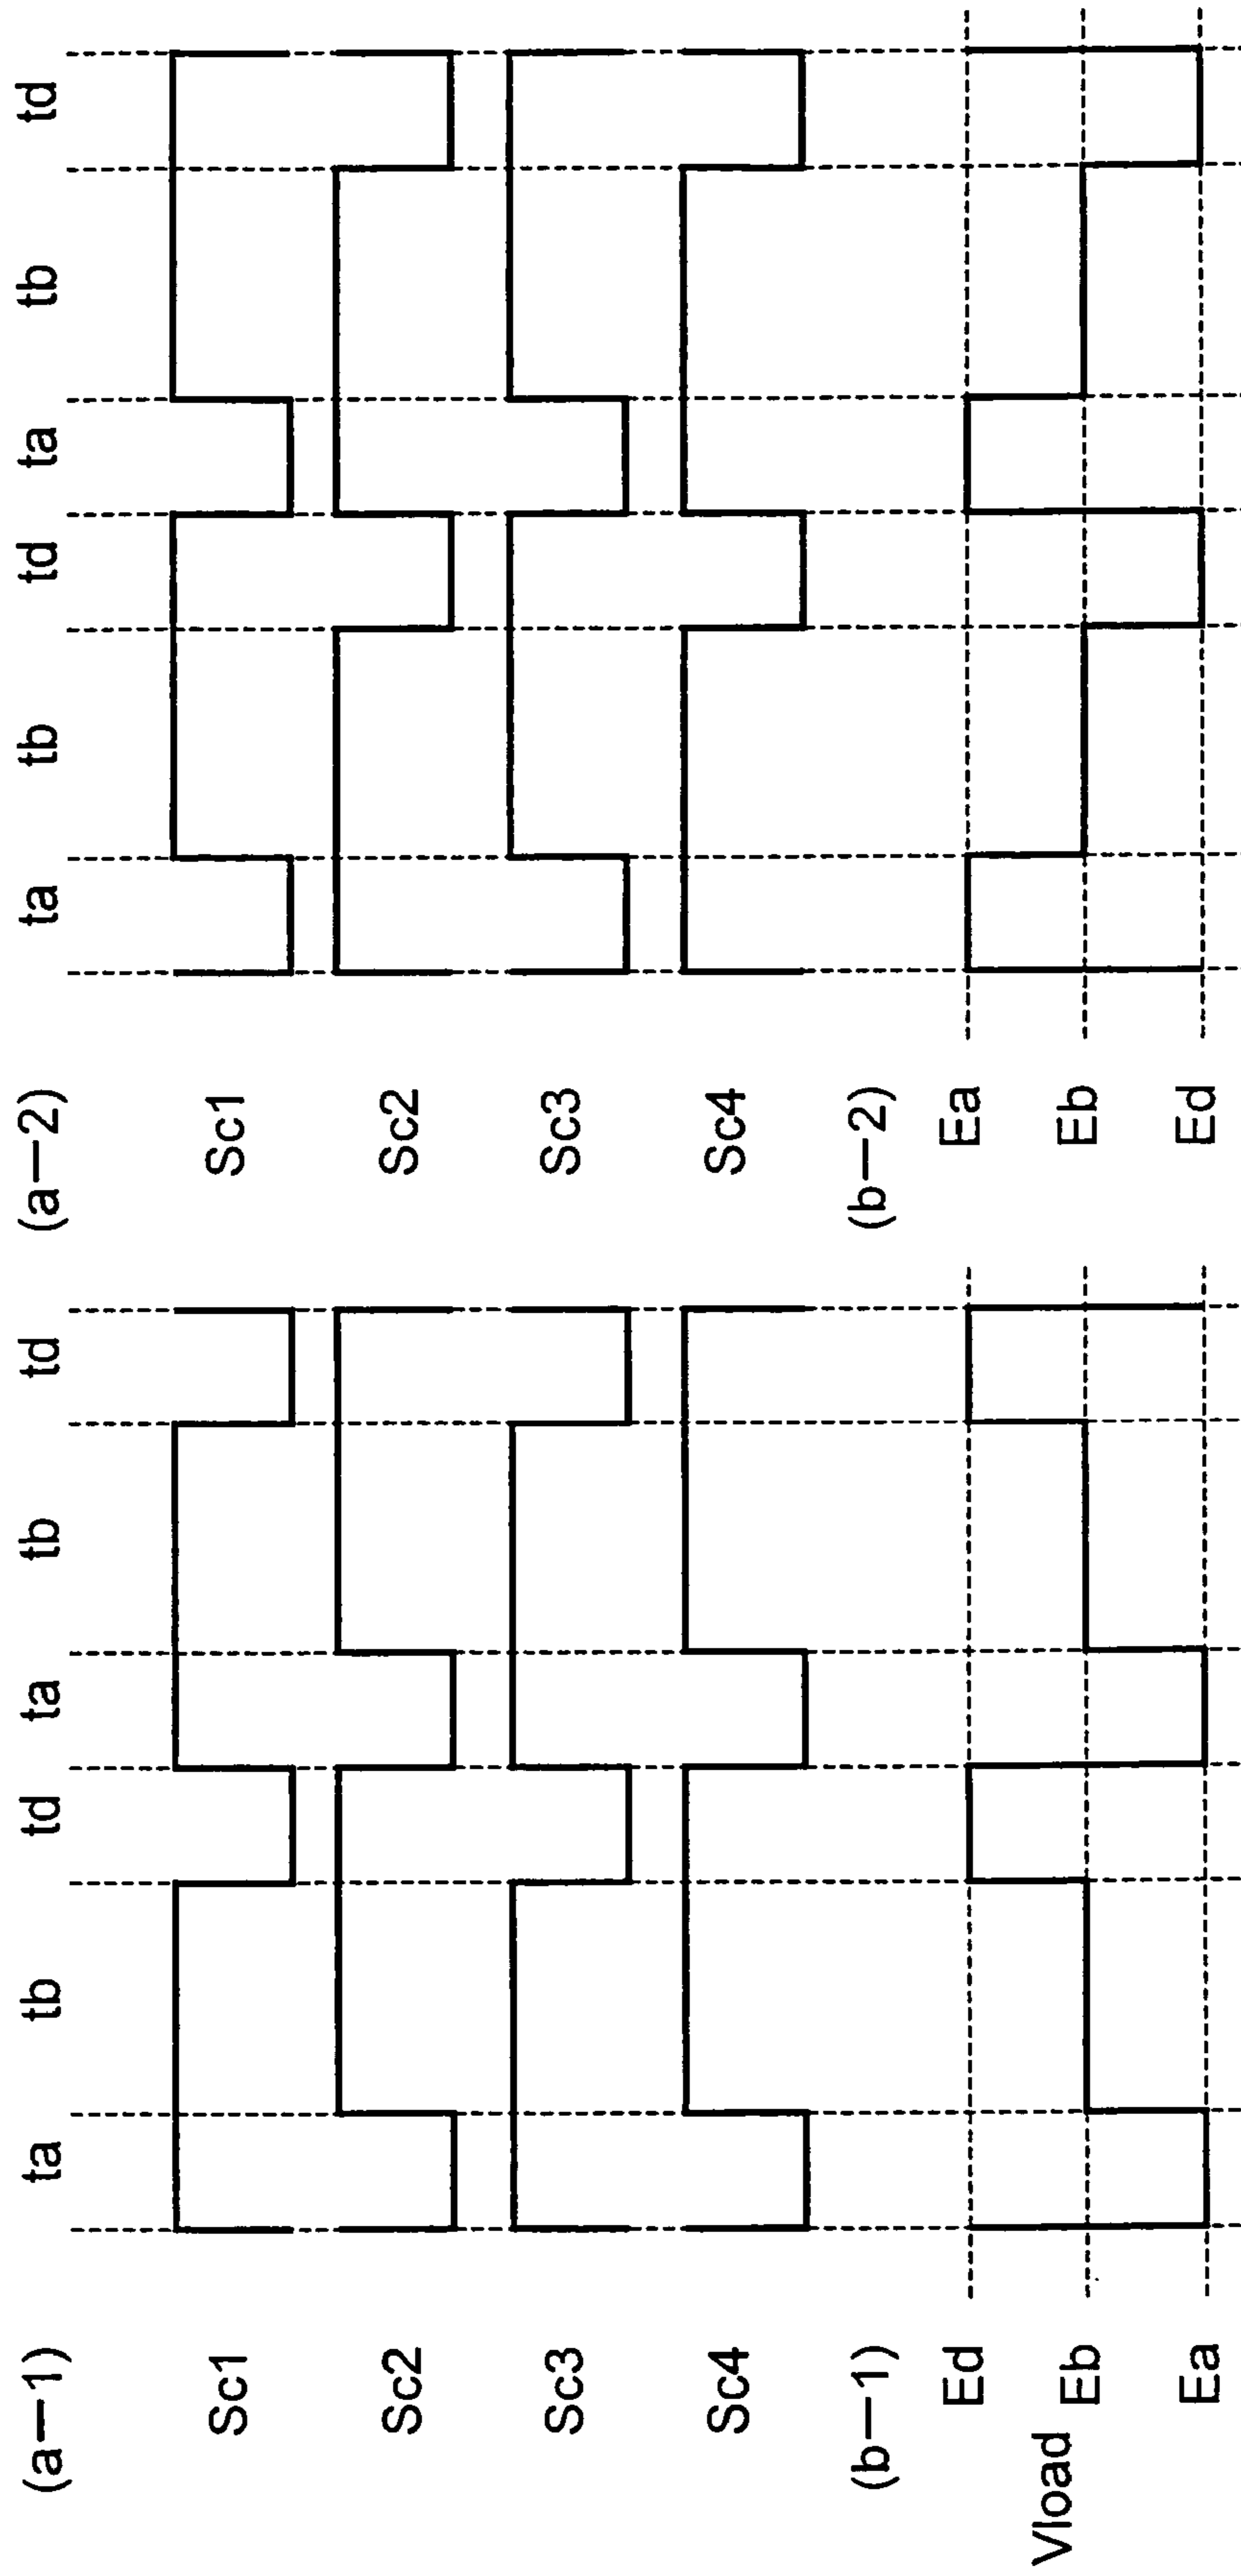 (a—1)
ta tb td ta tb td
Sc1
Sc2
Sc3
Sc4
(b—1)
Ed
Vload Eb
Ea
(a—2)
ta tb td ta tb td
Sc1
Sc2
Sc3
Sc4
(b—2)
Ea
Eb
Ed